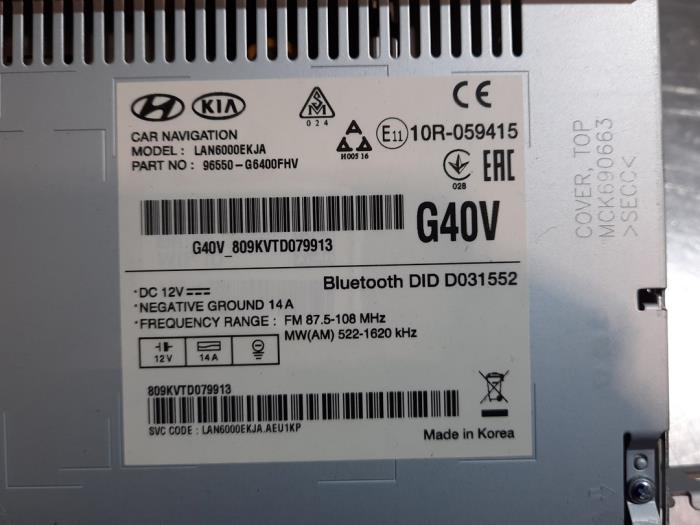 KIA
CE
CAR NAVIGATION
MODEL : LAN6000EKJA
PART NO : 96550-G6400FHV
SM
024
H005 16
E11 10R-059415
028
EAC
G40V_809KVTD079913
G40V
Bluetooth DID D031552
·DC 12V
·NEGATIVE GROUND 14A
·FREQUENCY RANGE : FM 87.5-108 MHz
MW(AM) 522-1620 kHz
12V
14A
809KVTD079913
SVC CODE : LAN6000EKJA.AEU1KP
Made in Korea
COVER, TOP
MCK690663
>SECC<